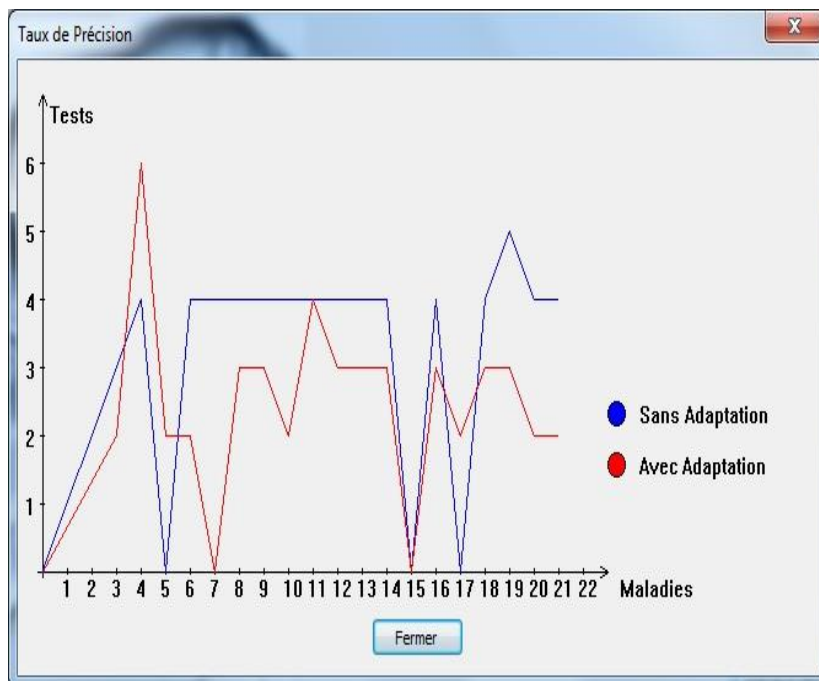 Taux de Précision
X
Tests
6
5
4
3
2
1
Sans Adaptation
Avec Adaptation
1 2 3 4 5 6 7 8 9 10 11 12 13 14 15 16 17 18 19 20 21 22 Maladies
Fermer